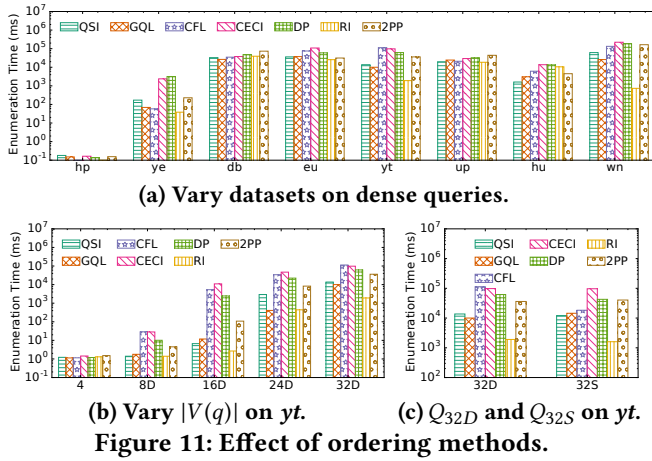 10^7
10^6
10^5
10^4
10^3
10^2
10^1
10^0
10^-1
Enumeration Time (ms)
QSI GQL CFL CECI DP RI 2PP
hp ye db eu yt up hu wn
(a) Vary datasets on dense queries.
10^7
10^6
10^5
10^4
10^3
10^2
10^1
10^0
10^-1
Enumeration Time (ms)
QSI CFL DP 2PP
GQL CECI RI
4 8D 16D 24D 32D
(b) Vary |V(q)| on yt.
10^7
10^6
10^5
10^4
10^3
10^2
Enumeration Time (ms)
QSI CECI RI
GQL DP 2PP
CFL
32D 32S
(c) Q32D and Q32S on yt.
Figure 11: Effect of ordering methods.